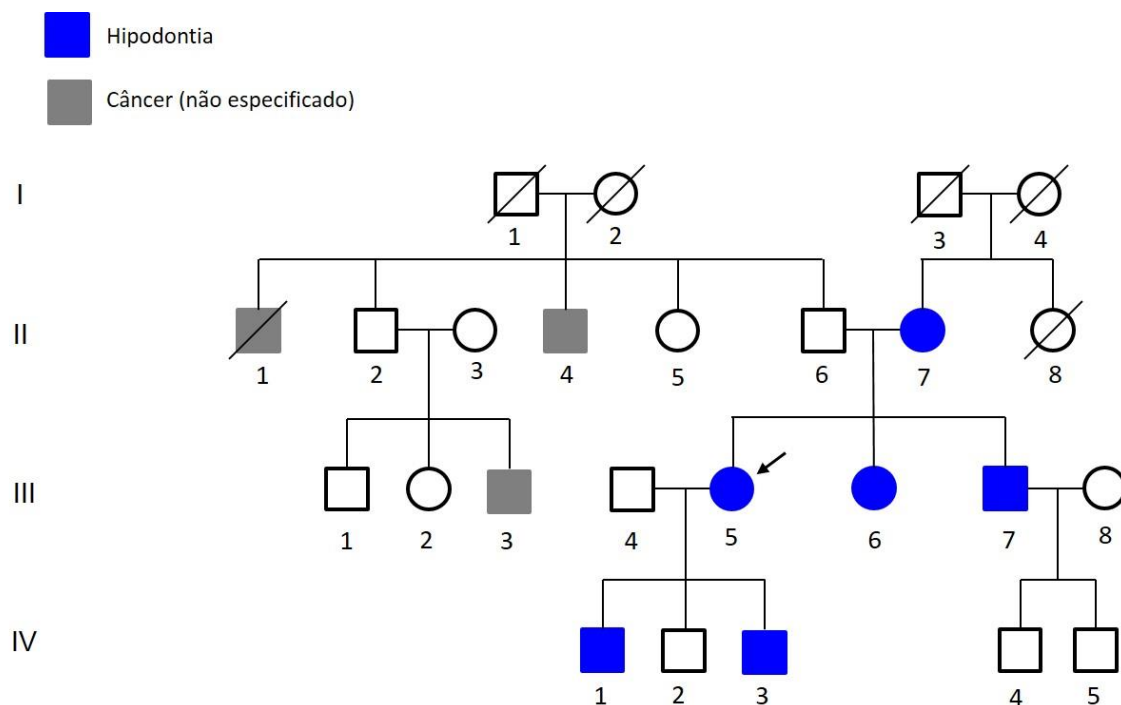 Hipodontia
Câncer (não especificado)
I
1 2 3 4
II
1 2 3 4 5 6 7 8
III
1 2 3 4 5 6 7 8
IV
1 2 3 4 5